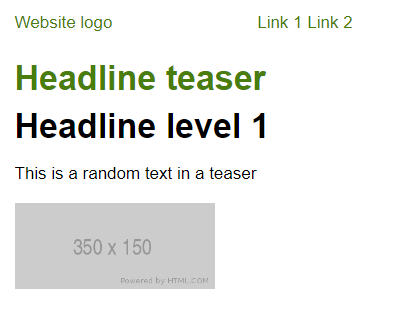 Website logo Link 1 Link 2
Headline teaser
Headline level 1
This is a random text in a teaser
350 x 150
Powered by HTML.COM